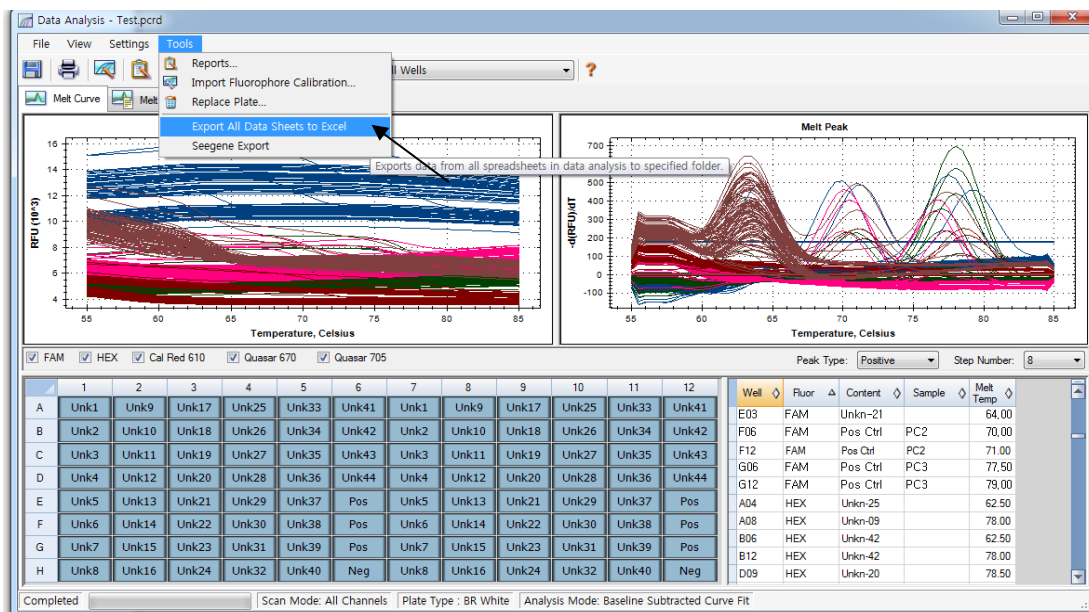 Data Analysis - Test.pcrd
File View Settings Tools
Reports...
Import Fluorophore Calibration...
Replace Plate...
Export All Data Sheets to Excel
Seegene Export
Exports data from all spreadsheets in data analysis to specified folder.
ll Wells
?
Melt Curve Melt
RFU (10^3)
16
12
10
8
6
4
55 60 65 70 75 80 85
Temperature, Celsius
Melt Peak
-d(RFU)/dT
700
500
400
300
200
100
0
-100
55 60 65 70 75 80 85
Temperature, Celsius
FAM HEX Cal Red 610 Quasar 670 Quasar 705
Peak Type: Positive Step Number: 8
1 2 3 4 5 6 7 8 9 10 11 12
A Unk1 Unk9 Unk17 Unk25 Unk33 Unk41 Unk1 Unk9 Unk17 Unk25 Unk33 Unk41
B Unk2 Unk10 Unk18 Unk26 Unk34 Unk42 Unk2 Unk10 Unk18 Unk26 Unk34 Unk42
C Unk3 Unk11 Unk19 Unk27 Unk35 Unk43 Unk3 Unk11 Unk19 Unk27 Unk35 Unk43
D Unk4 Unk12 Unk20 Unk28 Unk36 Unk44 Unk4 Unk12 Unk20 Unk28 Unk36 Unk44
E Unk5 Unk13 Unk21 Unk29 Unk37 Pos Unk5 Unk13 Unk21 Unk29 Unk37 Pos
F Unk6 Unk14 Unk22 Unk30 Unk38 Pos Unk6 Unk14 Unk22 Unk30 Unk38 Pos
G Unk7 Unk15 Unk23 Unk31 Unk39 Pos Unk7 Unk15 Unk23 Unk31 Unk39 Pos
H Unk8 Unk16 Unk24 Unk32 Unk40 Neg Unk8 Unk16 Unk24 Unk32 Unk40 Neg
Well Fluor Content Sample Melt Temp
E03 FAM Unkn-21 64,00
F06 FAM Pos Ctrl PC2 70,00
F12 FAM Pos Ctrl PC2 71.00
G06 FAM Pos Ctrl PC3 77,50
G12 FAM Pos Ctrl PC3 79,00
A04 HEX Unkn-25 62.50
A08 HEX Unkn-09 78.00
B06 HEX Unkn-42 62.50
B12 HEX Unkn-42 78.00
D09 HEX Unkn-20 78.50
Completed Scan Mode: All Channels Plate Type : BR White Analysis Mode: Baseline Subtracted Curve Fit